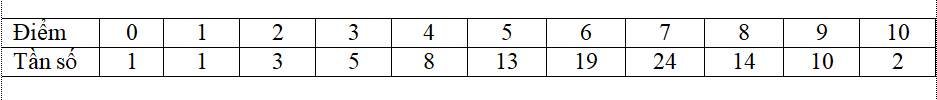 Điểm 0 1 2 3 4 5 6 7 8 9 10
Tần số 1 1 3 5 8 13 19 24 14 10 2